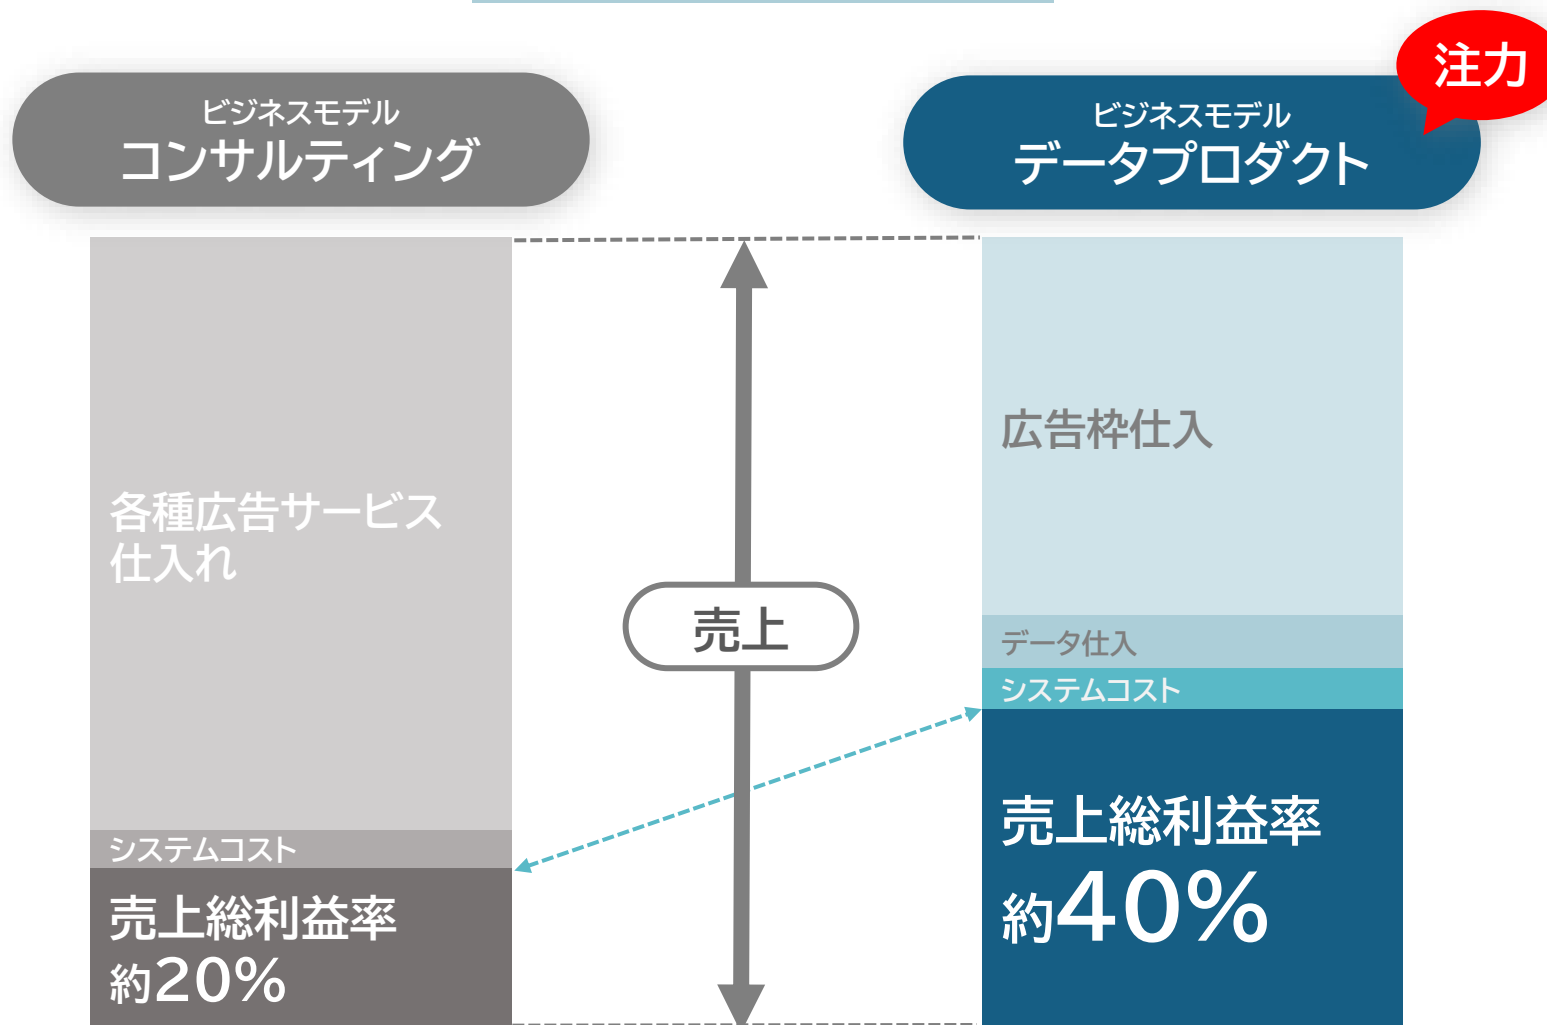 注力
ビジネスモデル
コンサルティング
ビジネスモデル
データプロダクト
各種広告サービス
仕入れ
システムコスト
売上総利益率
約20%
売上
広告枠仕入
データ仕入
システムコスト
売上総利益率
約40%